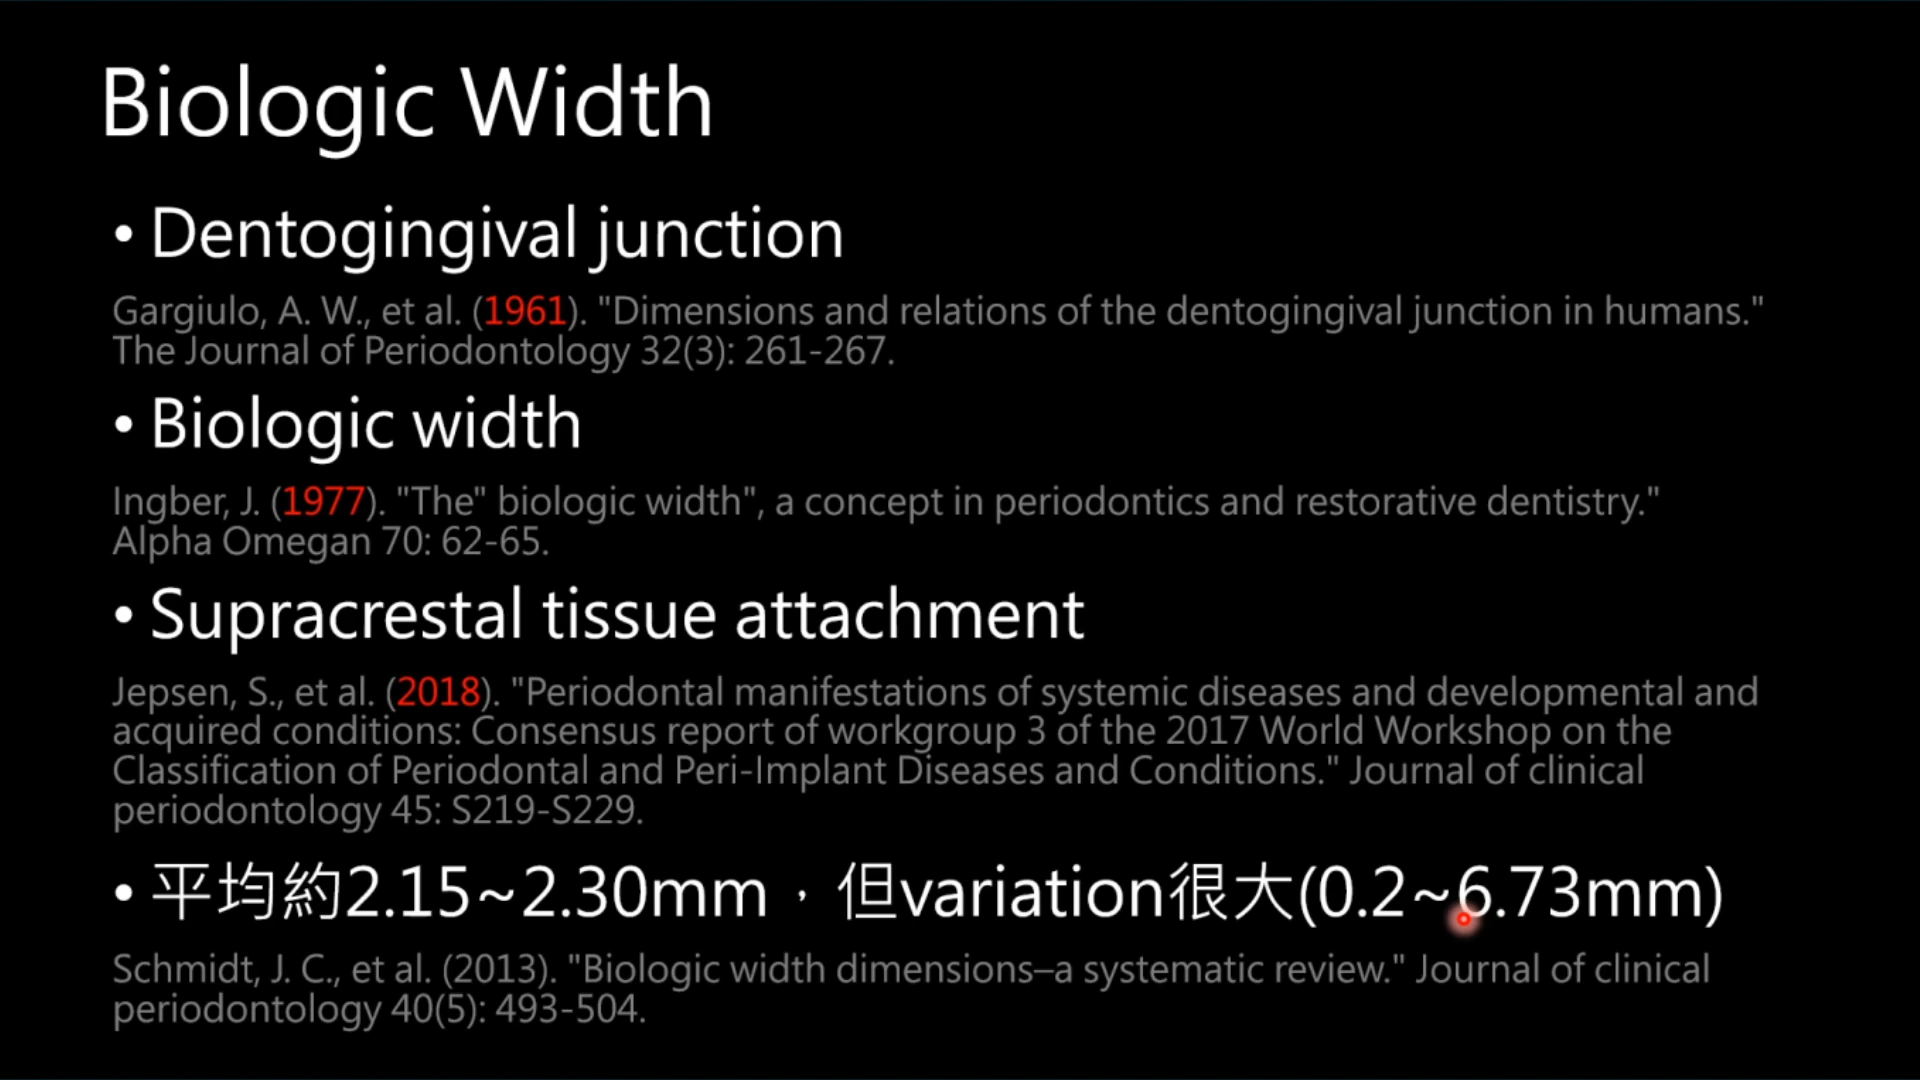 Biologic Width
• Dentogingival junction
Gargiulo, A. W., et al. (1961). "Dimensions and relations of the dentogingival junction in humans."
The Journal of Periodontology 32(3): 261-267.
• Biologic width
Ingber, J. (1977). "The" biologic width", a concept in periodontics and restorative dentistry."
Alpha Omegan 70: 62-65.
• Supracrestal tissue attachment
Jepsen, S., et al. (2018). "Periodontal manifestations of systemic diseases and developmental and
acquired conditions: Consensus report of workgroup 3 of the 2017 World Workshop on the
Classification of Periodontal and Peri-Implant Diseases and Conditions." Journal of clinical
periodontology 45: S219-S229.
• 平均約2.15~2.30mm，但variation很大(0.2~6.73mm)
Schmidt, J. C., et al. (2013). "Biologic width dimensions–a systematic review." Journal of clinical
periodontology 40(5): 493-504.